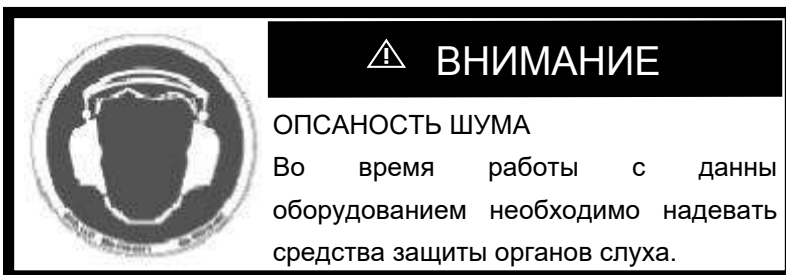 ВНИМАНИЕ
ОПСАНОСТЬ ШУМА
Во время работы с данны
оборудованием необходимо надевать
средства защиты органов слуха.